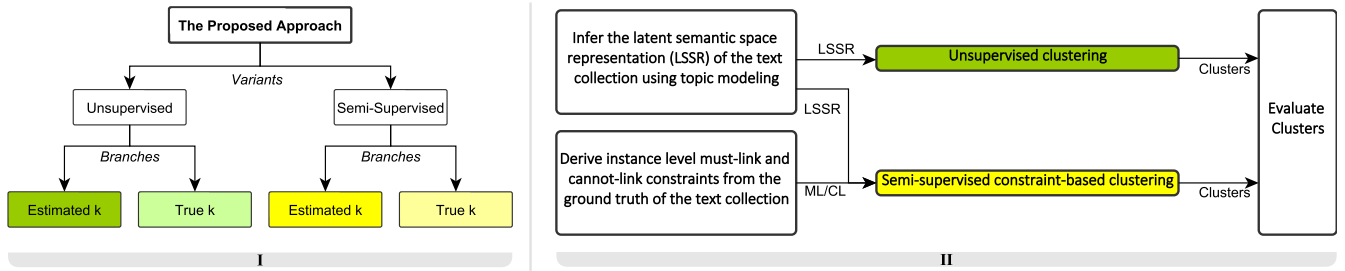 The Proposed Approach
Variants
Unsupervised
Semi-Supervised
Branches
Branches
Estimated k
True k
Estimated k
True k
I
Infer the latent semantic space
representation (LSSR) of the text
collection using topic modeling
LSSR
Unsupervised clustering
Clusters
LSSR
Evaluate
Clusters
Derive instance level must-link and
cannot-link constraints from the
ground truth of the text collection
ML/CL
Semi-supervised constraint-based clustering
Clusters
II